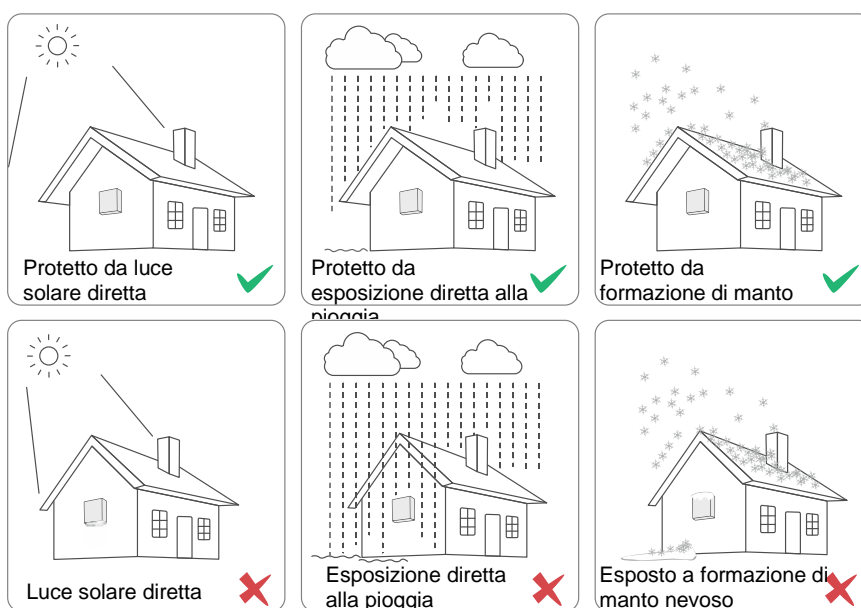 Protetto da luce
solare diretta
Protetto da
esposizione diretta alla
pioggia
Protetto da
formazione di manto
Luce solare diretta
Esposizione diretta
alla pioggia
Esposto a formazione di
manto nevoso